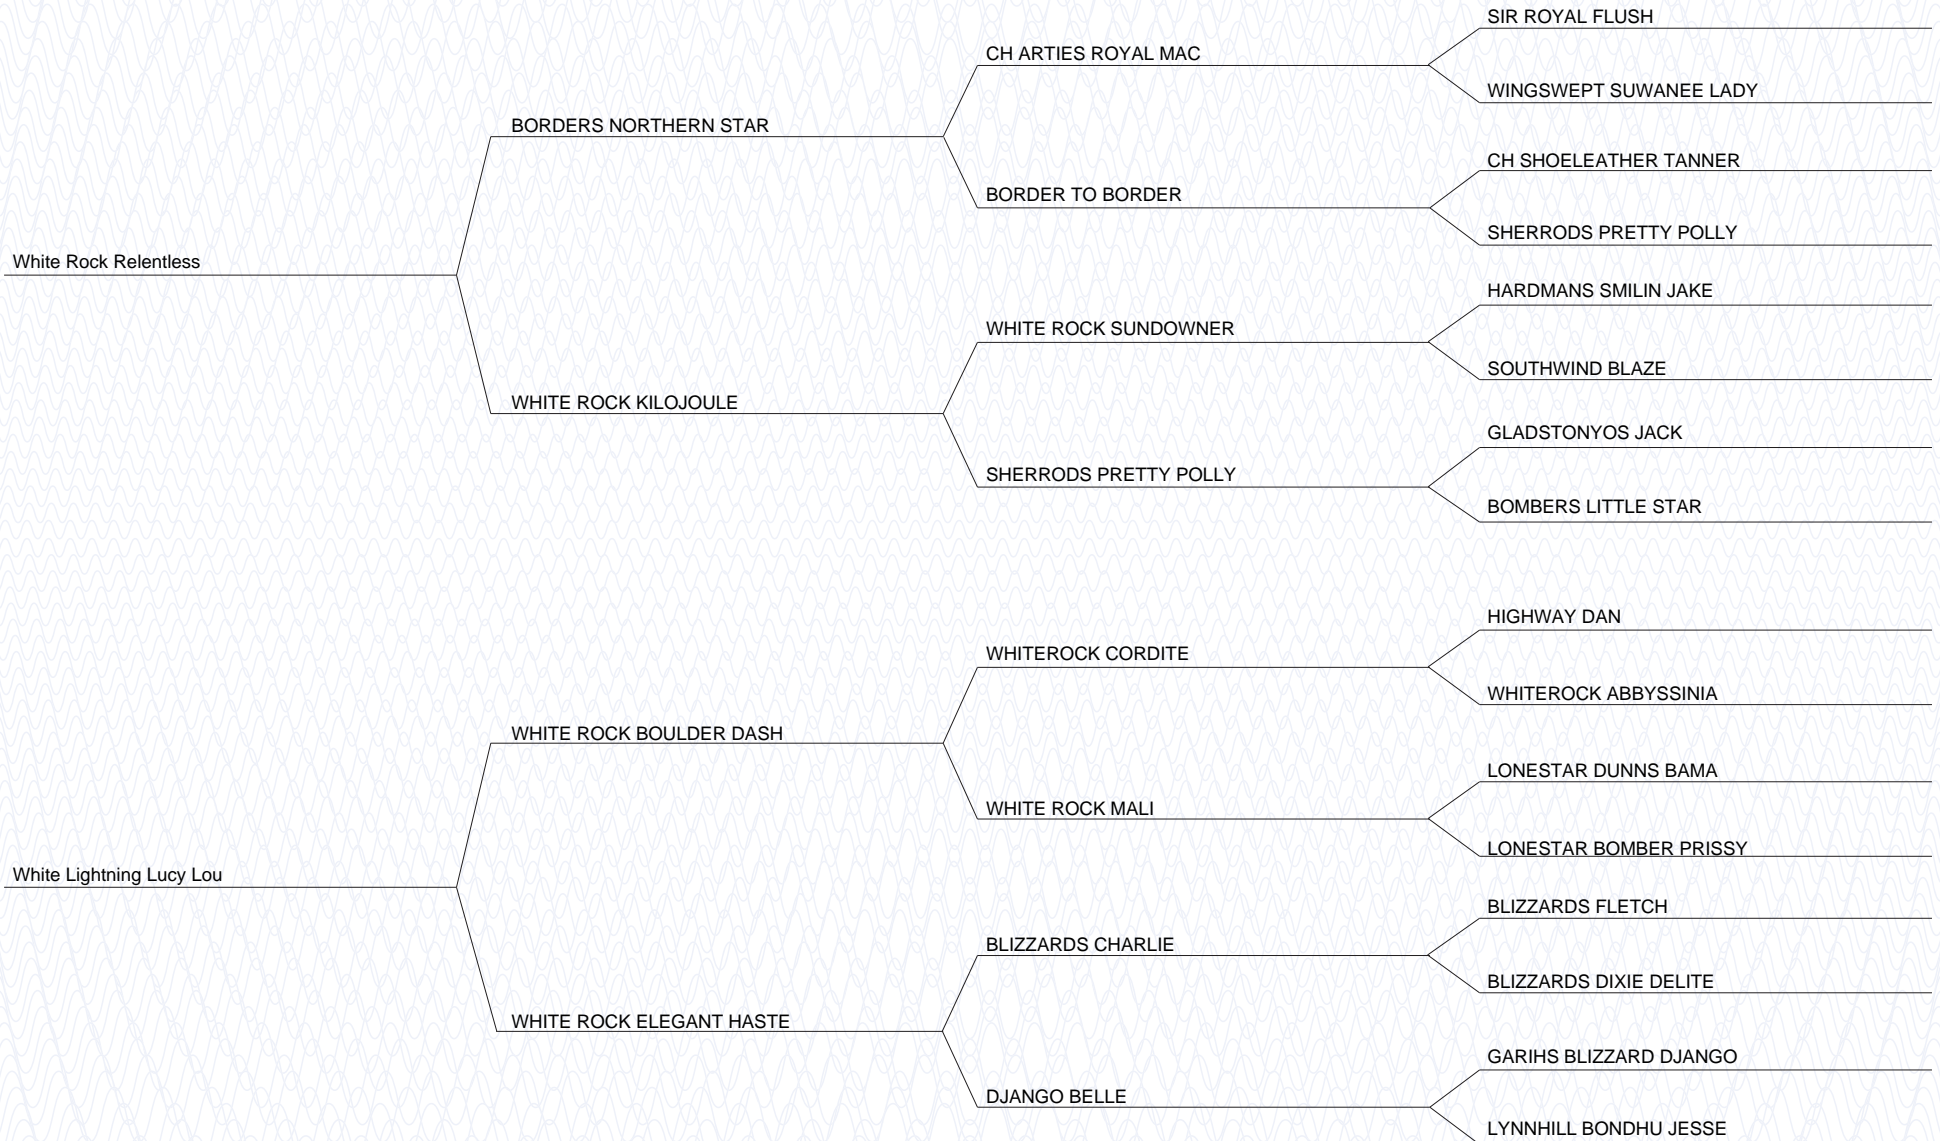 SIR ROYAL FLUSH
CH ARTIES ROYAL MAC
WINGSWEPT SUWANEE LADY
BORDERS NORTHERN STAR
CH SHOELEATHER TANNER
BORDER TO BORDER
SHERRODS PRETTY POLLY
White Rock Relentless
HARDMANS SMILIN JAKE
WHITE ROCK SUNDOWNER
SOUTHWIND BLAZE
WHITE ROCK KILOJOULE
GLADSTONYOS JACK
SHERRODS PRETTY POLLY
BOMBERS LITTLE STAR
HIGHWAY DAN
WHITEROCK CORDITE
WHITEROCK ABBYSSINIA
WHITE ROCK BOULDER DASH
LONESTAR DUNNS BAMA
WHITE ROCK MALI
LONESTAR BOMBER PRISSY
White Lightning Lucy Lou
BLIZZARDS FLETCH
BLIZZARDS CHARLIE
BLIZZARDS DIXIE DELITE
WHITE ROCK ELEGANT HASTE
GARIHS BLIZZARD DJANGO
DJANGO BELLE
LYNNHILL BONDHU JESSE